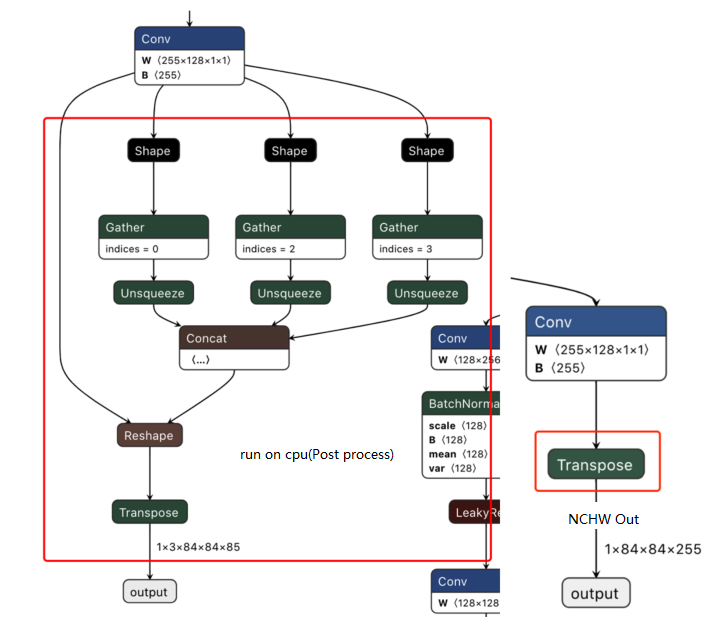 Conv
W ⟨255×128×1×1⟩
B ⟨255⟩
Shape
Shape
Shape
Gather
indices = 0
Gather
indices = 2
Gather
indices = 3
Unsqueeze
Unsqueeze
Unsqueeze
Concat
⟨...⟩
Reshape
run on cpu(Post process)
Transpose
1×3×84×84×85
output
Conv
W ⟨128×256
BatchNorma
scale ⟨128⟩
B ⟨128⟩
mean ⟨128⟩
var ⟨128⟩
LeakyRe
Conv
W ⟨128×128
Conv
W ⟨255×128×1×1⟩
B ⟨255⟩
Transpose
NCHW Out
1×84×84×255
output